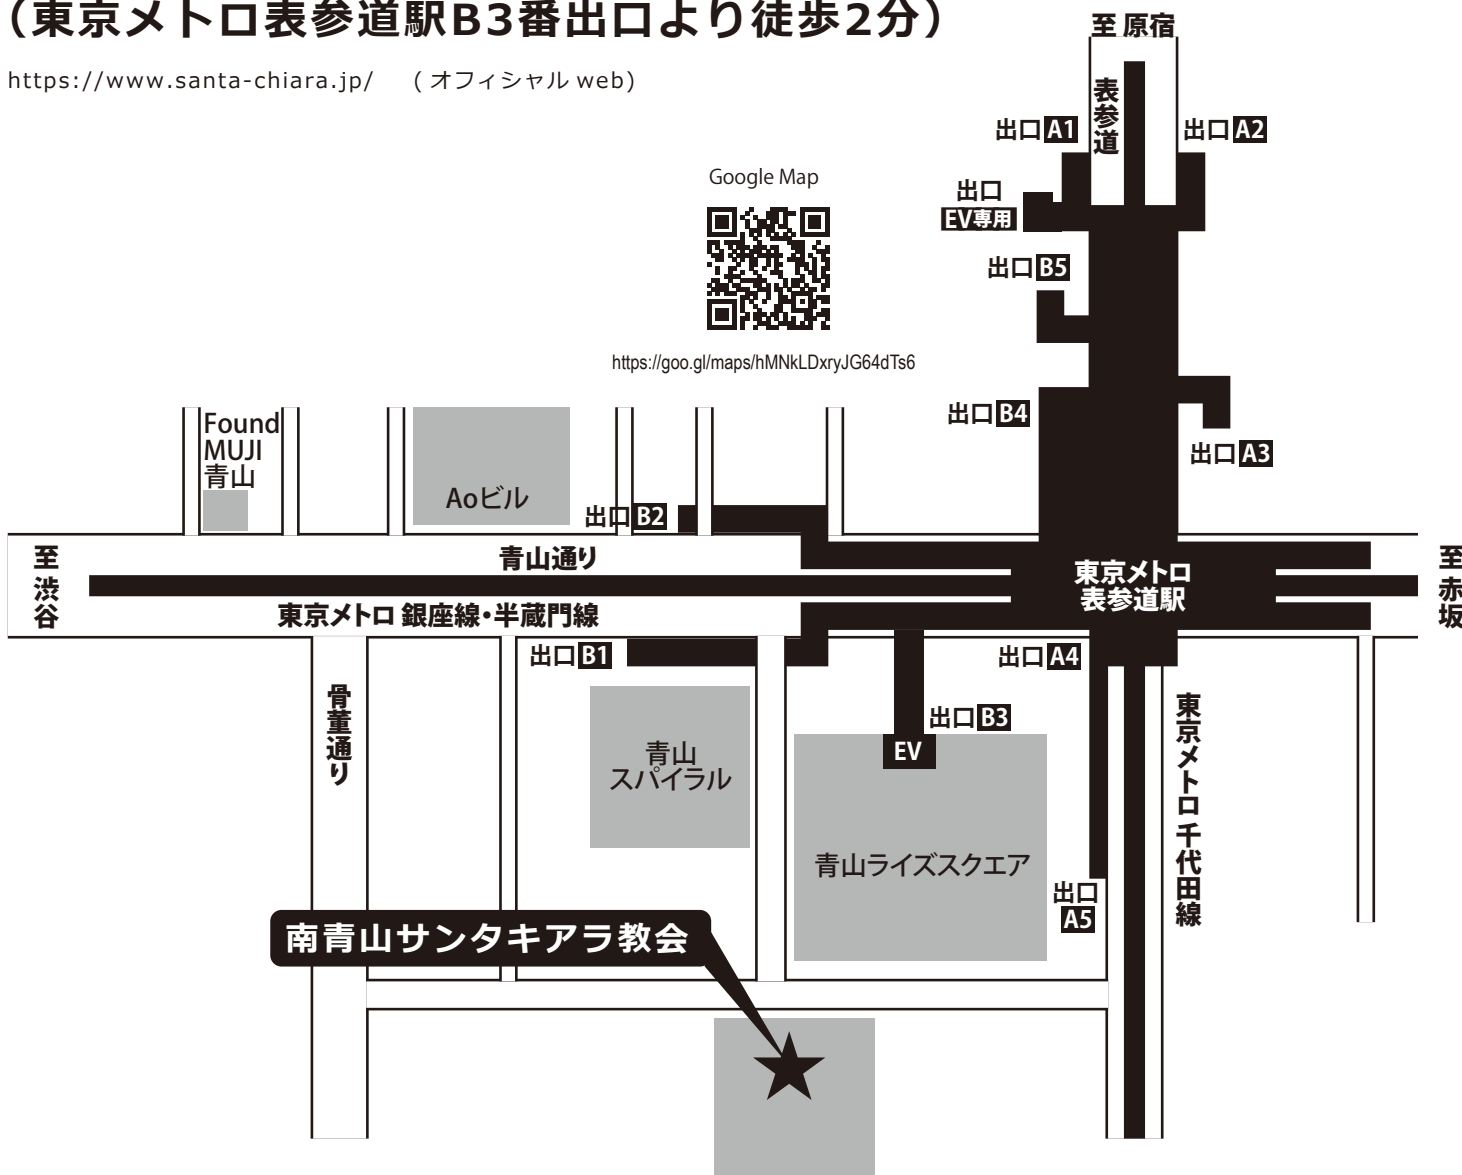 （東京メトロ表参道駅B3番出口より徒歩2分）
https://www.santa-chiara.jp/ （オフィシャル web）
至 原宿
表参道
出口 A1
出口 A2
出口
EV専用
出口 B5
Google Map
https://goo.gl/maps/hMNkLDxryJG64dTs6
出口 B4
出口 A3
Found
MUJI
青山
Aoビル
出口 B2
至渋谷
青山通り
東京メトロ 銀座線・半蔵門線
東京メトロ
表参道駅
至赤坂
出口 B1
出口 A4
骨董通り
青山
スパイラル
出口 B3
EV
青山ライズスクエア
出口
A5
東京メトロ 千代田線
南青山サンタキアラ教会